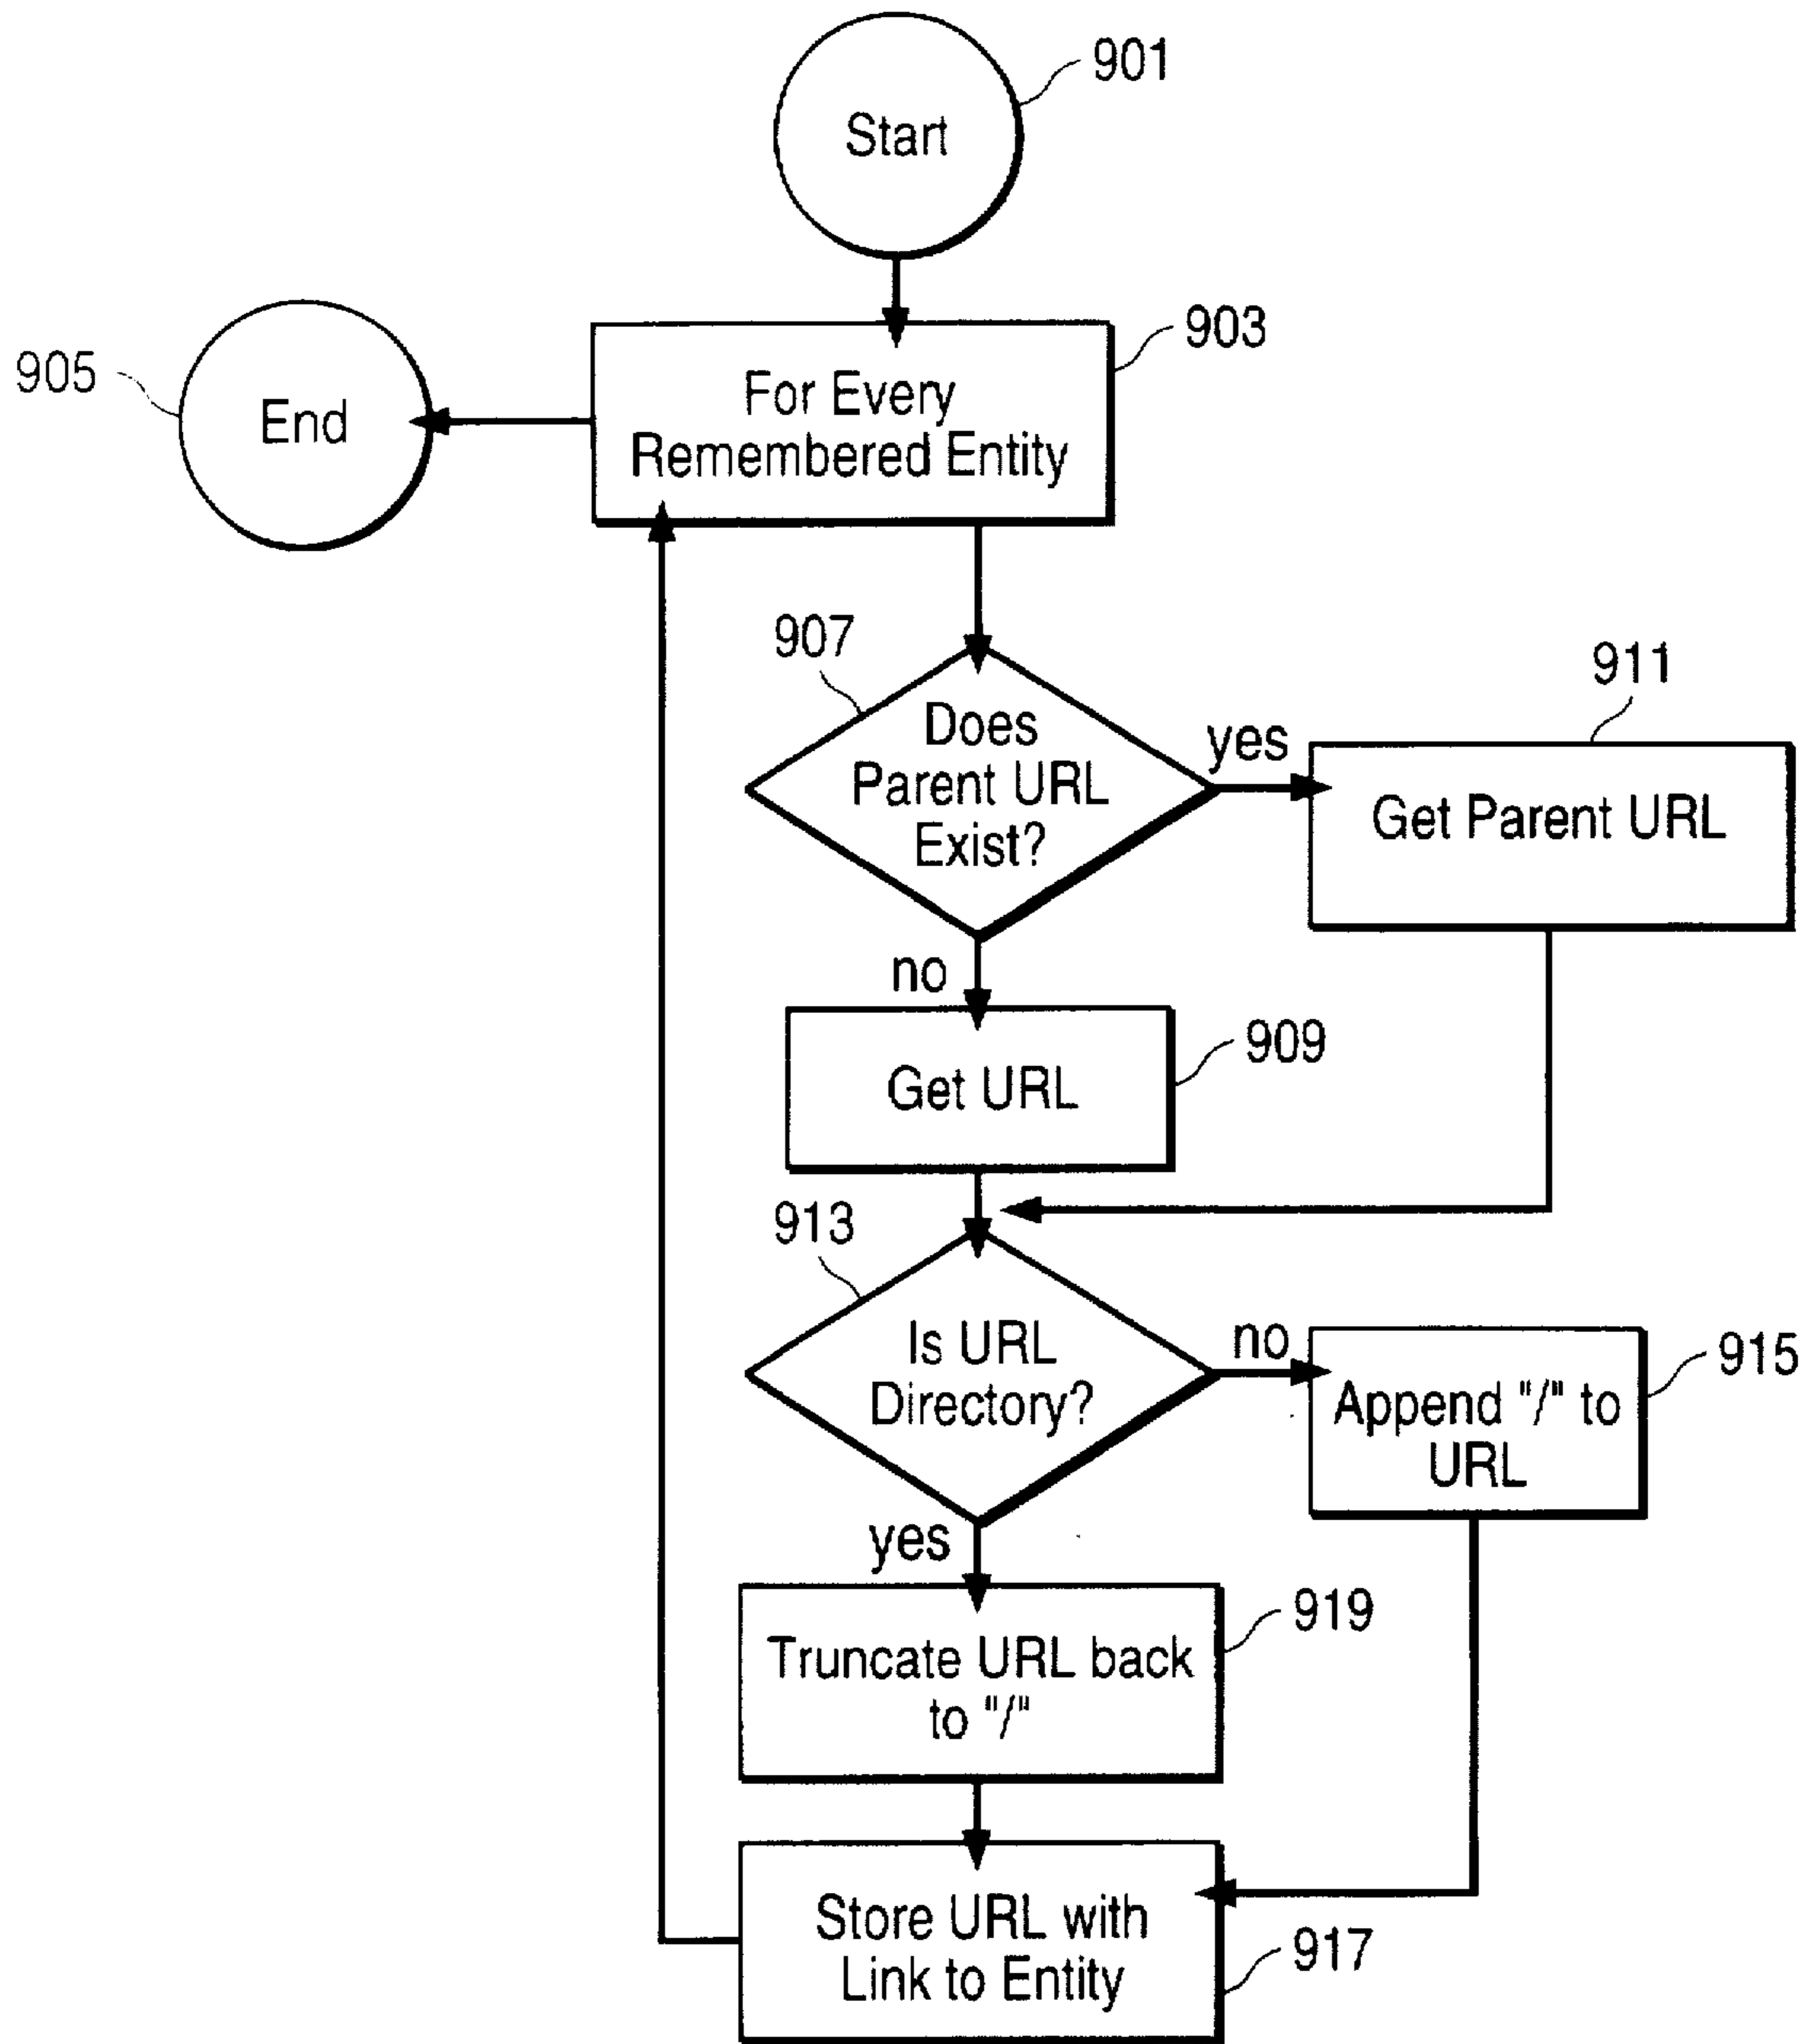 901
Start
903
905
End
For Every
Remembered Entity
907
911
Does
Parent URL
Exist?
yes
Get Parent URL
no
909
Get URL
913
Is URL
Directory?
no
915
Append "/" to
URL
yes
919
Truncate URL back
to "/"
Store URL with
Link to Entity
917